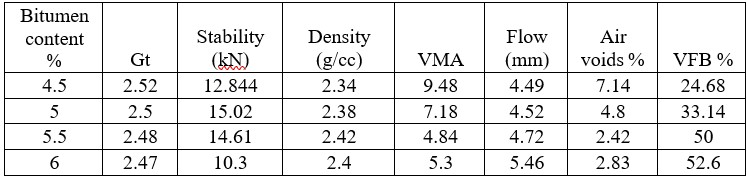 Bitumen content % | Gt | Stability (kN) | Density (g/cc) | VMA | Flow (mm) | Air voids % | VFB %
4.5 | 2.52 | 12.844 | 2.34 | 9.48 | 4.49 | 7.14 | 24.68
5 | 2.5 | 15.02 | 2.38 | 7.18 | 4.52 | 4.8 | 33.14
5.5 | 2.48 | 14.61 | 2.42 | 4.84 | 4.72 | 2.42 | 50
6 | 2.47 | 10.3 | 2.4 | 5.3 | 5.46 | 2.83 | 52.6